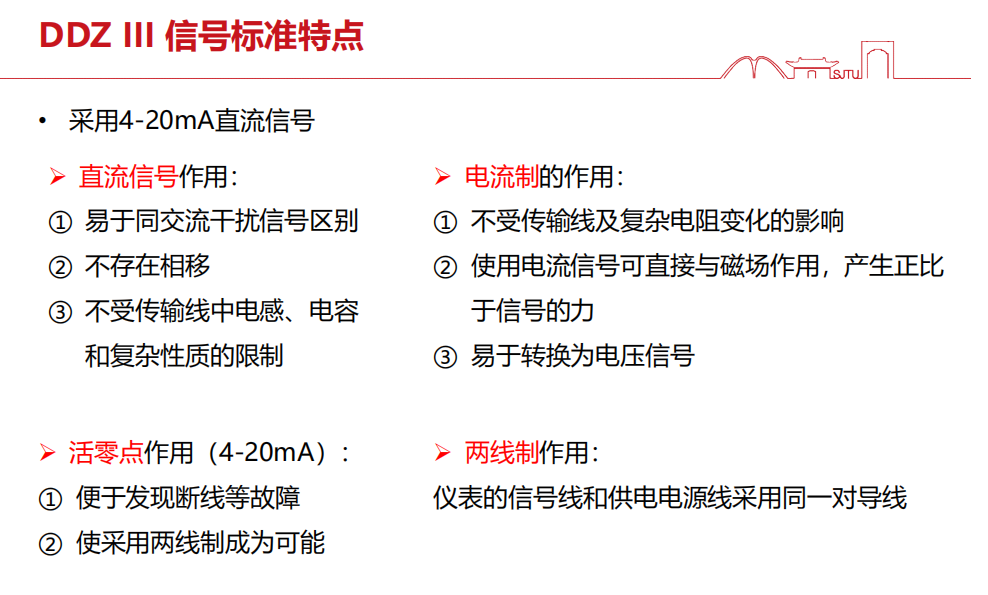 DDZ III 信号标准特点
SJTU
• 采用4-20mA直流信号
➢ 直流信号作用：
① 易于同交流干扰信号区别
② 不存在相移
③ 不受传输线中电感、电容
和复杂性质的限制
➢ 电流制的作用：
① 不受传输线及复杂电阻变化的影响
② 使用电流信号可直接与磁场作用，产生正比
于信号的力
③ 易于转换为电压信号
➢ 活零点作用（4-20mA）：
① 便于发现断线等故障
② 使采用两线制成为可能
➢ 两线制作用：
仪表的信号线和供电电源线采用同一对导线